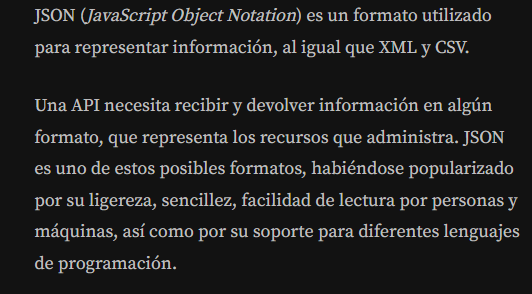 JSON (JavaScript Object Notation) es un formato utilizado
para representar información, al igual que XML y CSV.
Una API necesita recibir y devolver información en algún
formato, que representa los recursos que administra. JSON
es uno de estos posibles formatos, habiéndose popularizado
por su ligereza, sencillez, facilidad de lectura por personas y
máquinas, así como por su soporte para diferentes lenguajes
de programación.